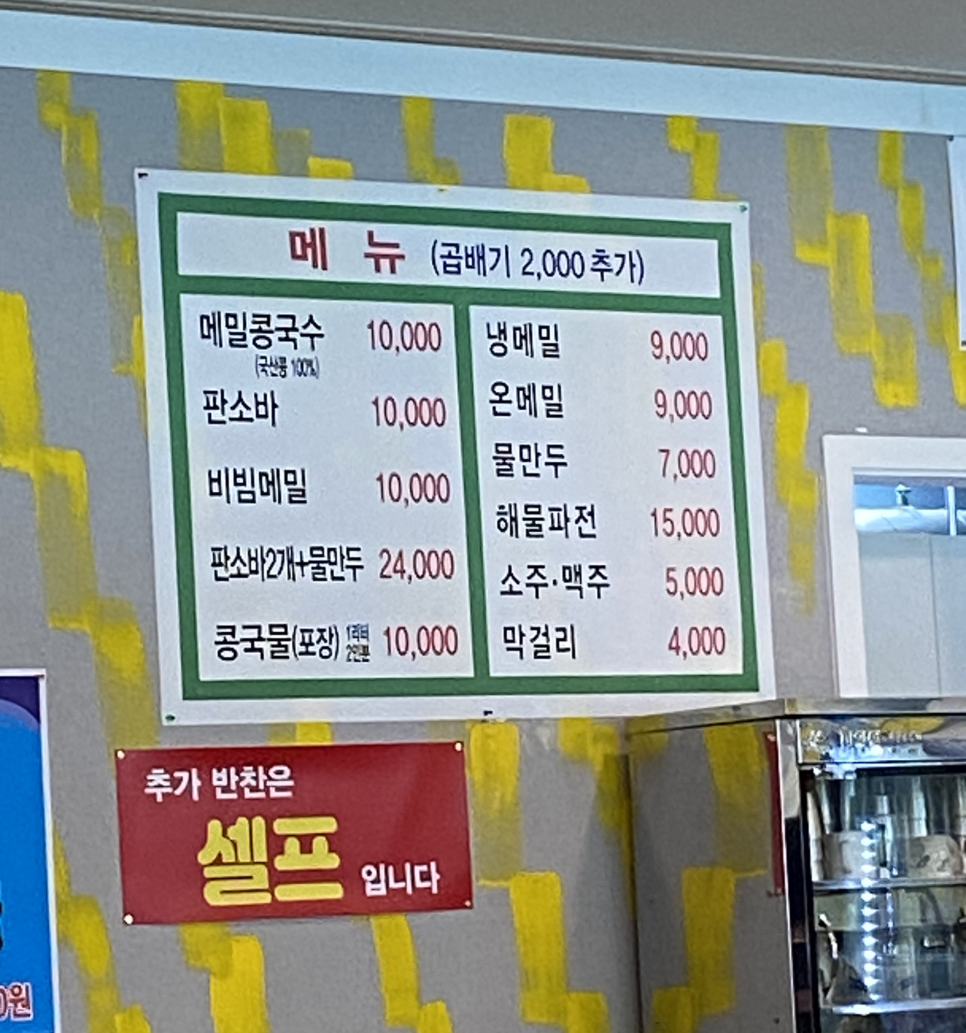 메 뉴 (곱배기 2,000 추가)
메밀콩국수 10,000
(국산콩 100%)
판소바 10,000
비빔메밀 10,000
판소바2개+물만두 24,000
콩국물(포장) 1리터 2인분 10,000
냉메밀 9,000
온메밀 9,000
물만두 7,000
해물파전 15,000
소주·맥주 5,000
막걸리 4,000
추가 반찬은
셀프 입니다
0원